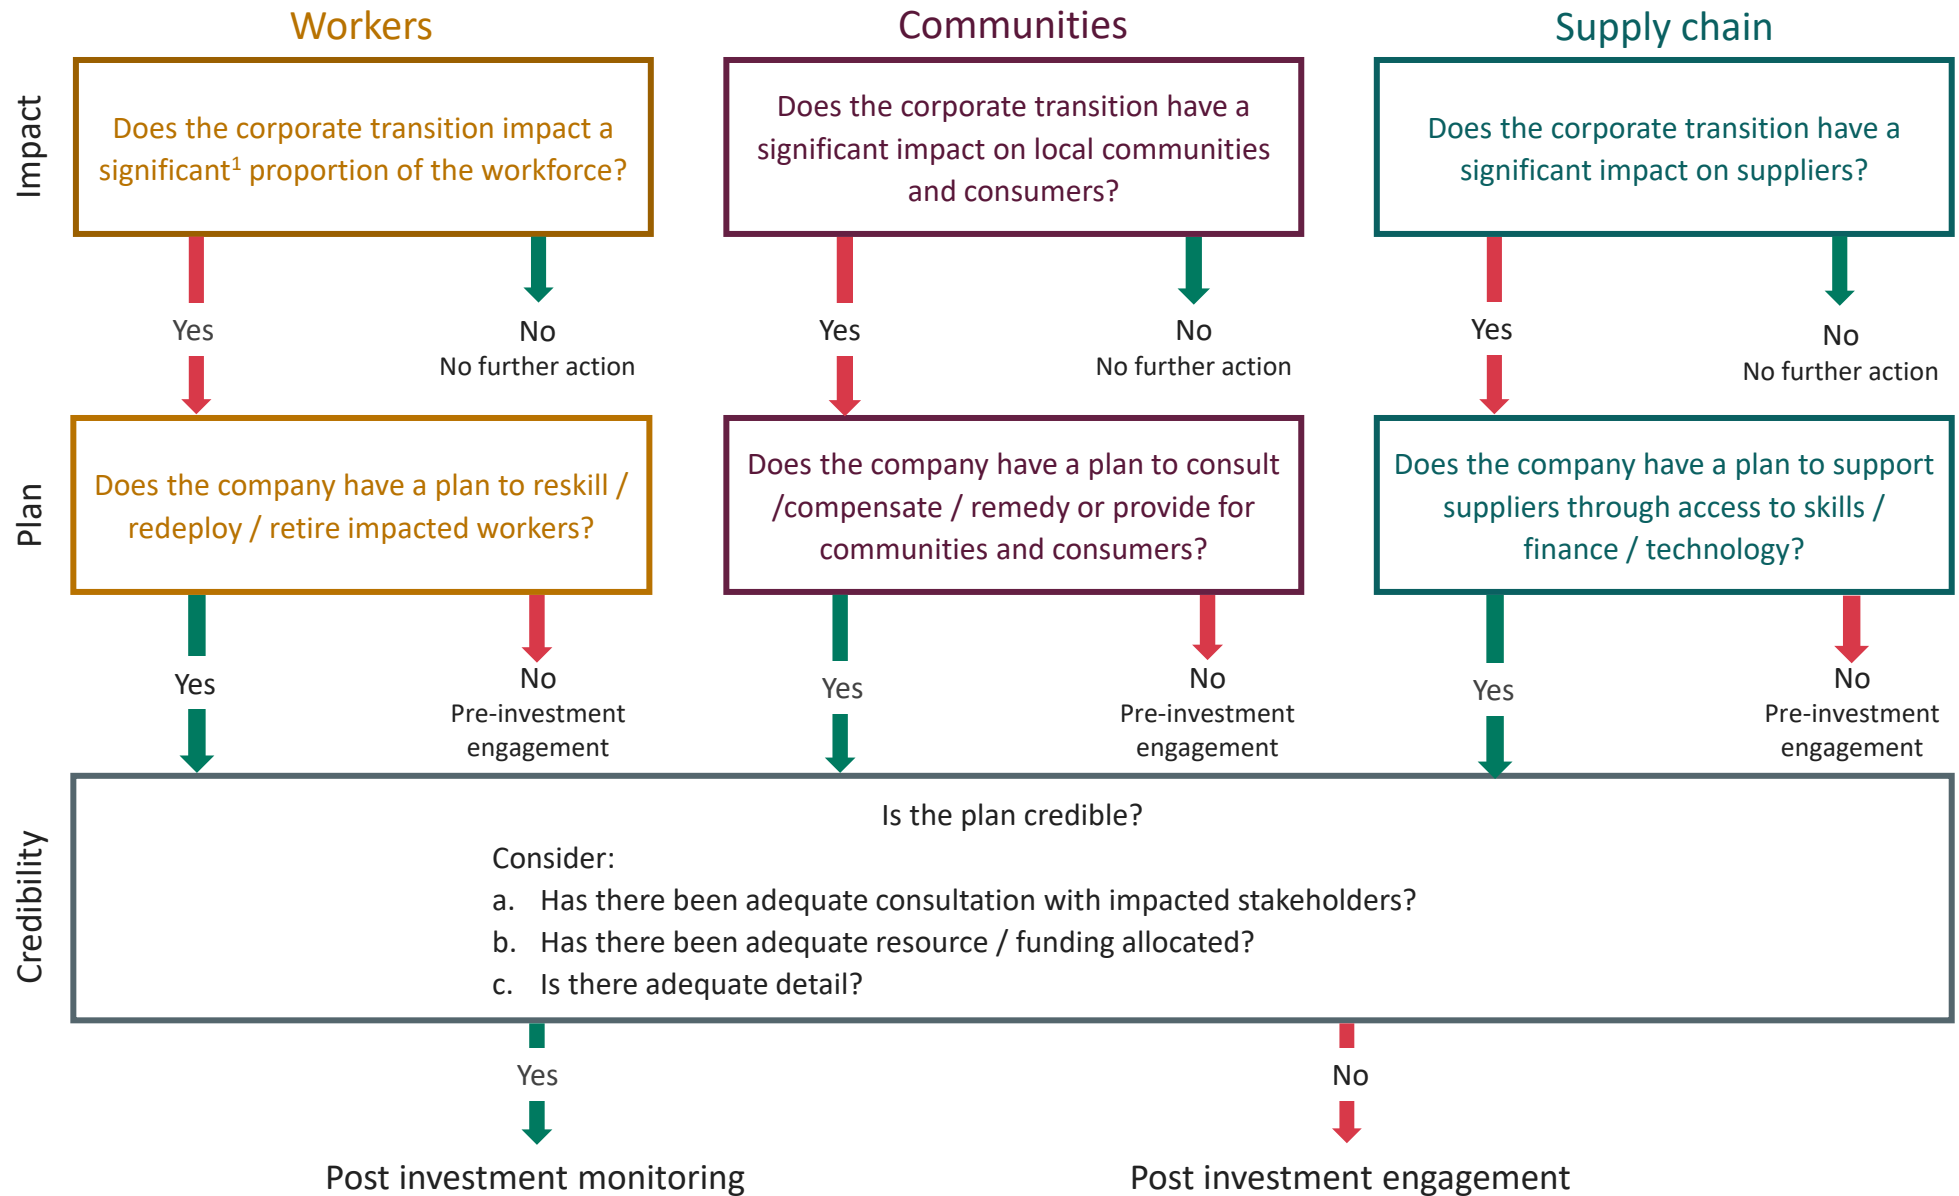 Workers
Communities
Supply chain
Impact
Does the corporate transition impact a
significant¹ proportion of the workforce?
Does the corporate transition have a
significant impact on local communities
and consumers?
Does the corporate transition have a
significant impact on suppliers?
Yes
No
No further action
Yes
No
No further action
Yes
No
No further action
Plan
Does the company have a plan to reskill /
redeploy / retire impacted workers?
Does the company have a plan to consult
/compensate / remedy or provide for
communities and consumers?
Does the company have a plan to support
suppliers through access to skills /
finance / technology?
Yes
No
Pre-investment
engagement
Yes
No
Pre-investment
engagement
Yes
No
Pre-investment
engagement
Credibility
Is the plan credible?
Consider:
a. Has there been adequate consultation with impacted stakeholders?
b. Has there been adequate resource / funding allocated?
c. Is there adequate detail?
Yes
No
Post investment monitoring
Post investment engagement